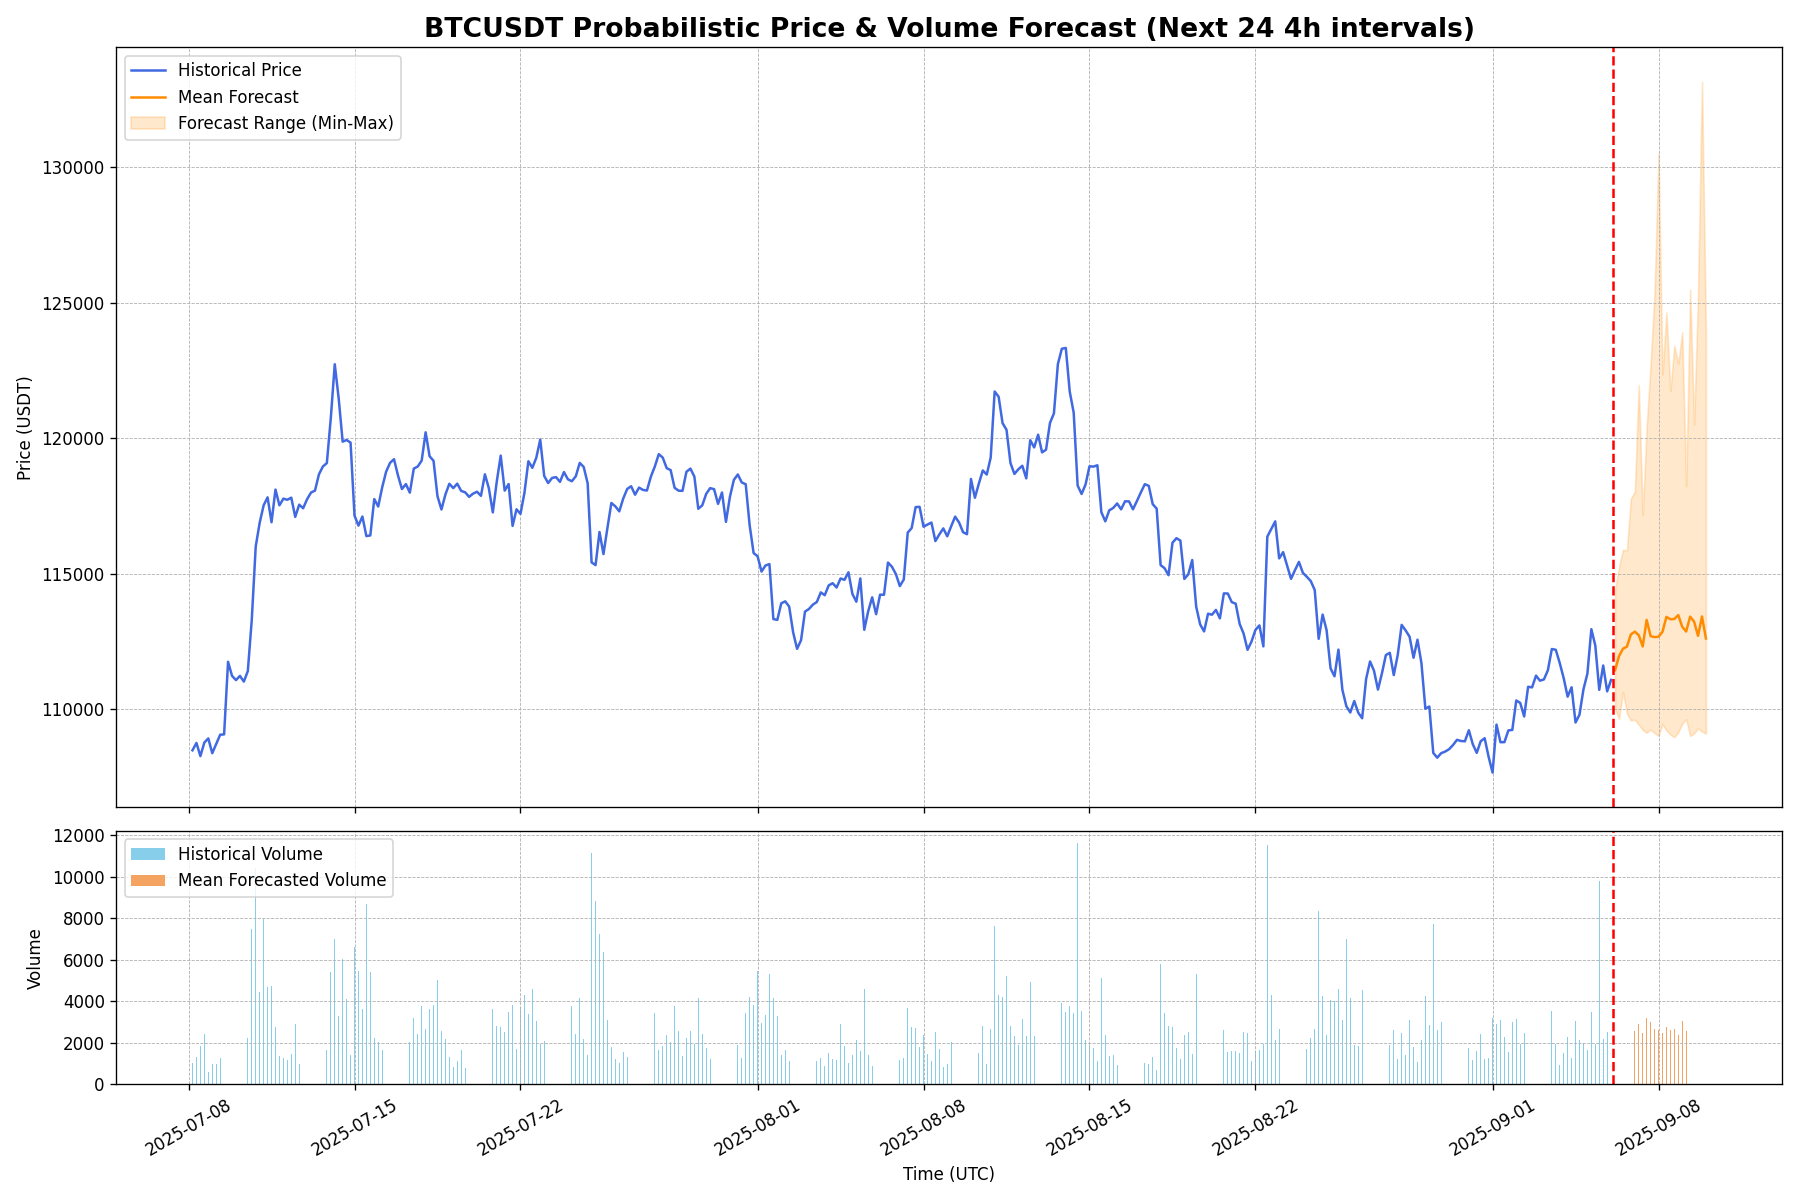 BTCUSDT Probabilistic Price & Volume Forecast (Next 24 4h intervals)
Historical Price
Mean Forecast
Forecast Range (Min-Max)
Price (USDT)
130000
125000
120000
115000
110000
Historical Volume
Mean Forecasted Volume
Volume
12000
10000
8000
6000
4000
2000
0
2025-07-08
2025-07-15
2025-07-22
2025-08-01
2025-08-08
2025-08-15
2025-08-22
2025-09-01
2025-09-08
Time (UTC)